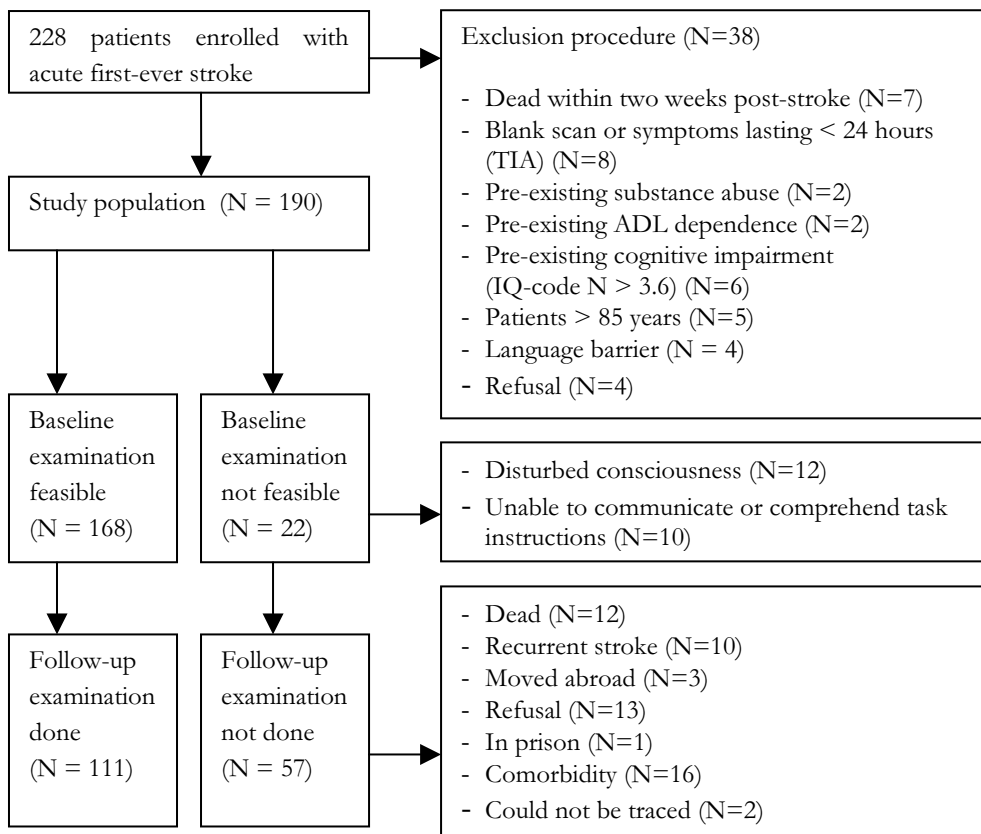 228 patients enrolled with
acute first-ever stroke
Exclusion procedure (N=38)
- Dead within two weeks post-stroke (N=7)
- Blank scan or symptoms lasting < 24 hours
(TIA) (N=8)
- Pre-existing substance abuse (N=2)
- Pre-existing ADL dependence (N=2)
- Pre-existing cognitive impairment
(IQ-code N > 3.6) (N=6)
- Patients > 85 years (N=5)
- Language barrier (N = 4)
- Refusal (N=4)
Study population (N = 190)
Baseline
examination
feasible
(N = 168)
Baseline
examination
not feasible
(N = 22)
- Disturbed consciousness (N=12)
- Unable to communicate or comprehend task
instructions (N=10)
Follow-up
examination
done
(N = 111)
Follow-up
examination
not done
(N = 57)
- Dead (N=12)
- Recurrent stroke (N=10)
- Moved abroad (N=3)
- Refusal (N=13)
- In prison (N=1)
- Comorbidity (N=16)
- Could not be traced (N=2)